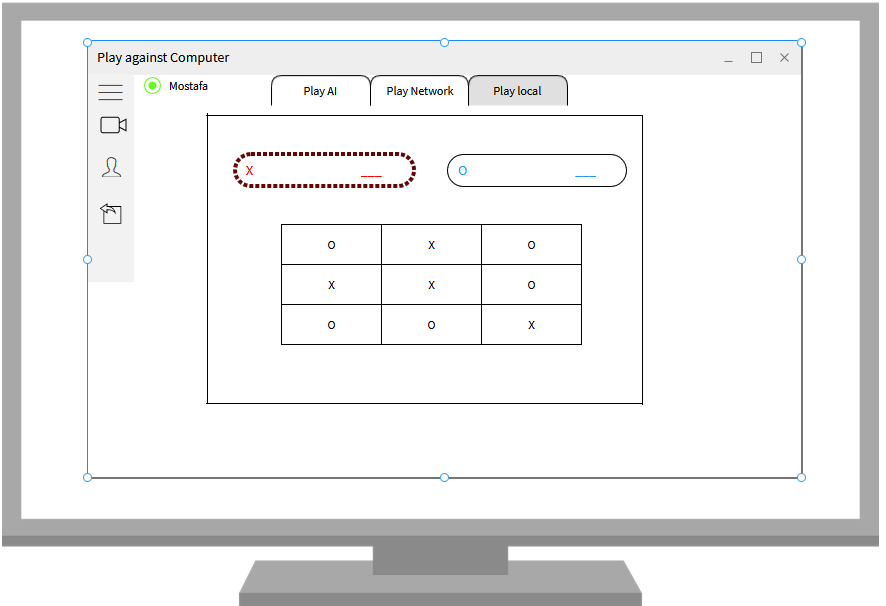 Play against Computer
Mostafa
Play AI Play Network Play local
X ___ O ___
O X O
X X O
O O X